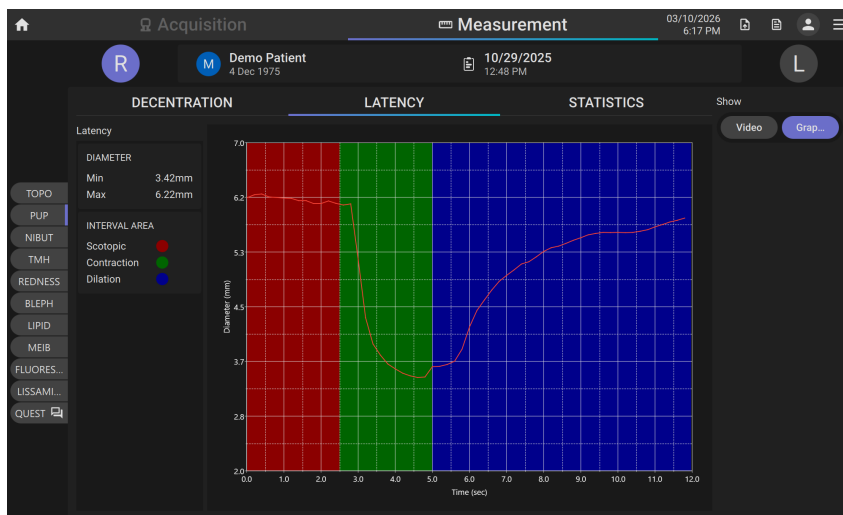 Acquisition
Measurement
03/10/2026
6:17 PM
R
M
Demo Patient
4 Dec 1975
10/29/2025
12:48 PM
L
DECENTRATION
LATENCY
STATISTICS
Show
Video
Grap...
Latency
DIAMETER
Min 3.42mm
Max 6.22mm
INTERVAL AREA
Scotopic
Contraction
Dilation
TOPO
PUP
NIBUT
TMH
REDNESS
BLEPH
LIPID
MEIB
FLUORES...
LISSAMI...
QUEST
Diameter (mm)
7.0
6.2
5.3
4.5
3.7
2.8
2.0
0.0 1.0 2.0 3.0 4.0 5.0 6.0 7.0 8.0 9.0 10.0 11.0 12.0
Time (sec)